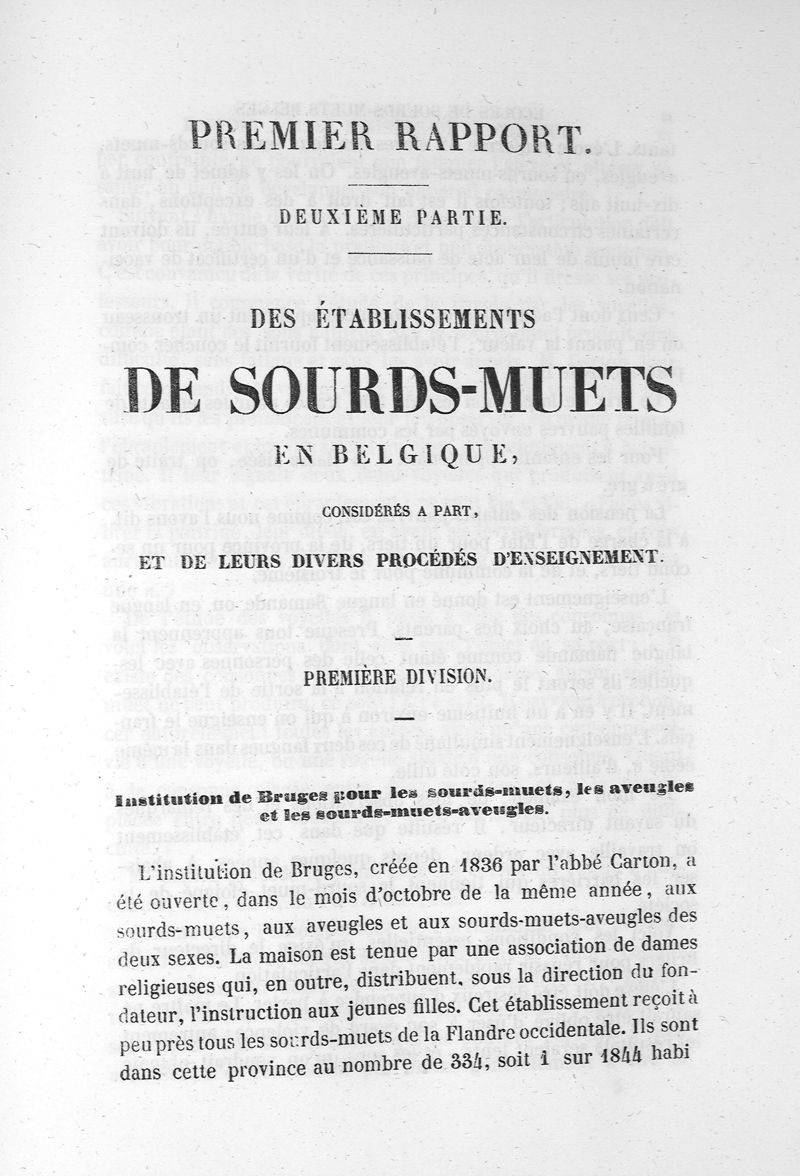 PREMIER RAPPORT.
DEUXIÈME PARTIE.
DES ÉTABLISSEMENTS
DE SOURDS-MUETS
EN BELGIQUE,
CONSIDÉRÉS A PART,
ET DE LEURS DIVERS PROCÉDÉS D'ENSEIGNEMENT.
PREMIÈRE DIVISION.
Institution de Bruges pour les sourds-muets, les aveugles
et les sourds-muets-aveugles.
L'institution de Bruges, créée en 1836 par l'abbé Carton, a
été ouverte, dans le mois d'octobre de la même année, aux
sourds-muets, aux aveugles et aux sourds-muets-aveugles des
deux sexes. La maison est tenue par une association de dames
religieuses qui, en outre, distribuent, sous la direction du fon-
dateur, l'instruction aux jeunes filles. Cet établissement reçoit à
peu près tous les sourds-muets de la Flandre occidentale. Ils sont
dans cette province au nombre de 334, soit 1 sur 1844 habi